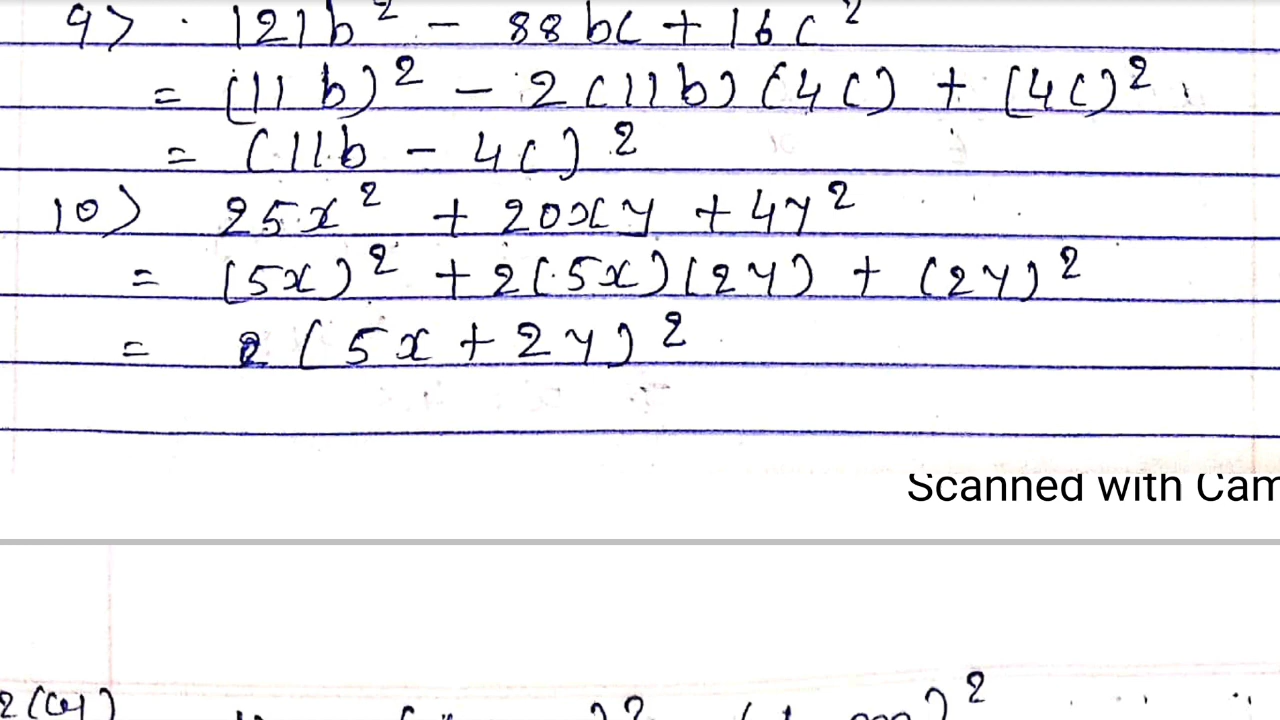 9> 121b² - 88bc + 16c²
= (11b)² - 2(11b)(4c) + (4c)²
= (11b - 4c)²
10) 25x² + 20xy + 4y²
= (5x)² + 2(5x)(2y) + (2y)²
= 2(5x + 2y)²
Scanned with Cam